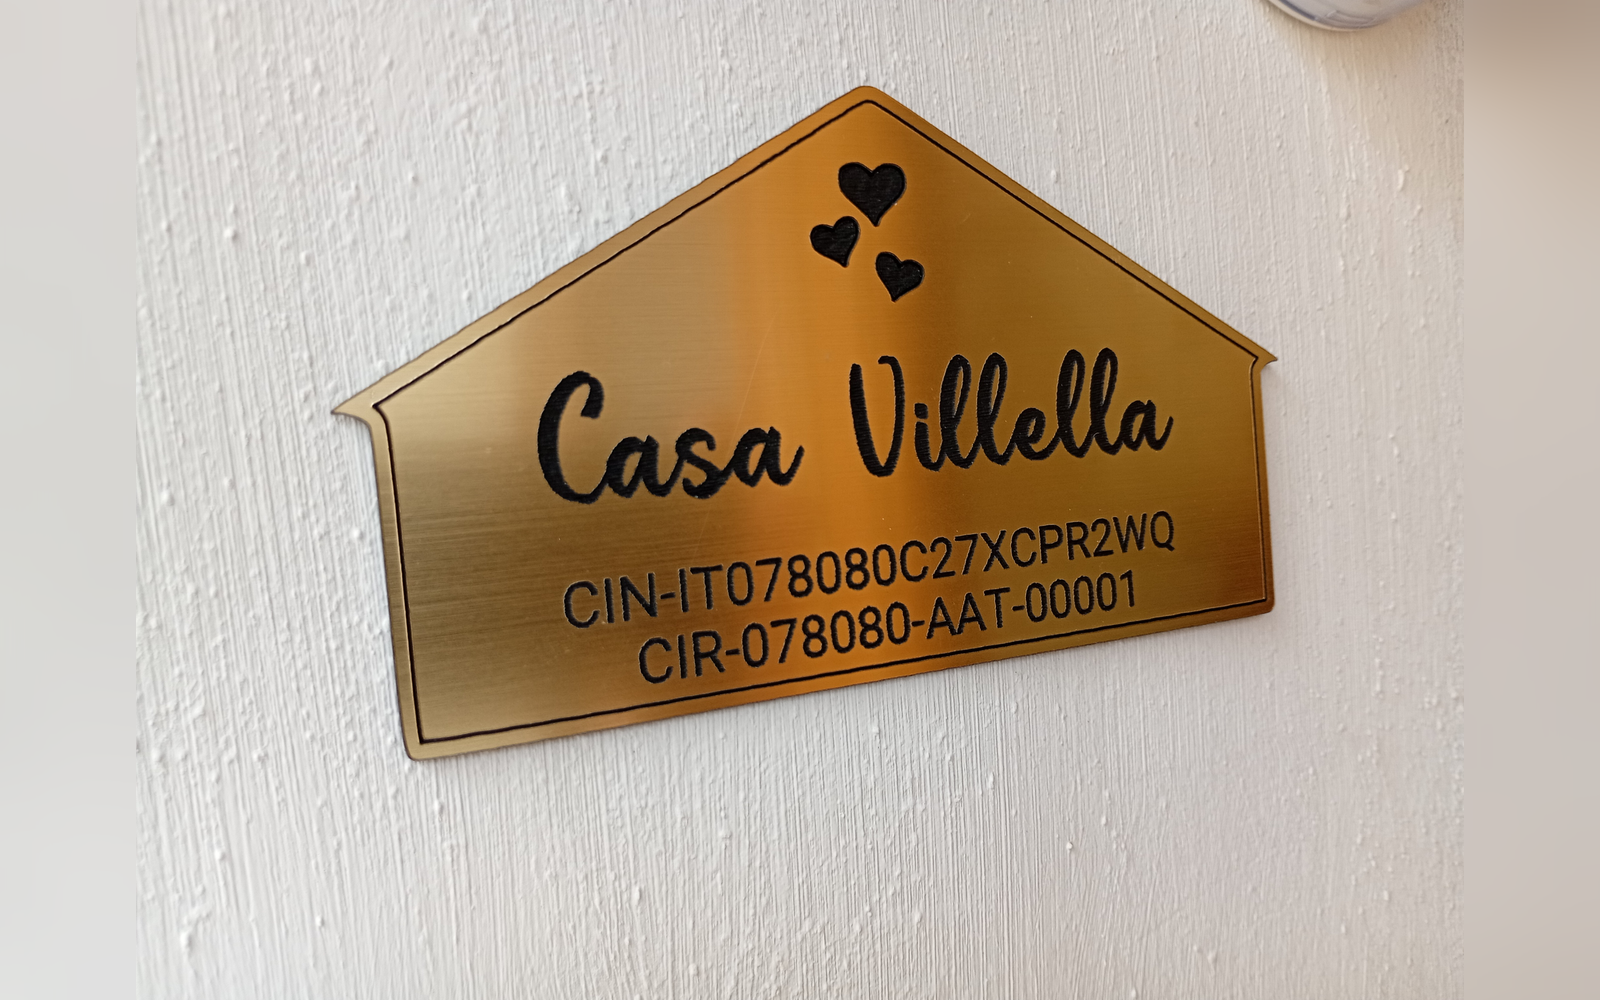 Casa Villella
CIN-IT078080C27XCPR2WQ
CIR-078080-AAT-00001